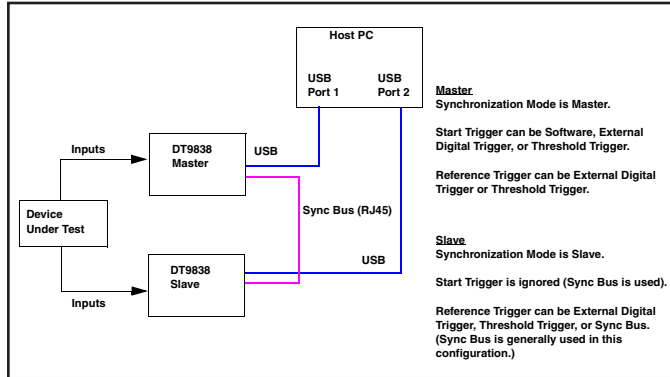 Host PC
USB
Port 1
USB
Port 2
Inputs
DT9838
Master
USB
Sync Bus (RJ45)
Device
Under Test
USB
DT9838
Slave
Inputs
Master
Synchronization Mode is Master.
Start Trigger can be Software, External
Digital Trigger, or Threshold Trigger.
Reference Trigger can be External Digital
Trigger or Threshold Trigger.
Slave
Synchronization Mode is Slave.
Start Trigger is ignored (Sync Bus is used).
Reference Trigger can be External Digital
Trigger, Threshold Trigger, or Sync Bus.
(Sync Bus is generally used in this
configuration.)